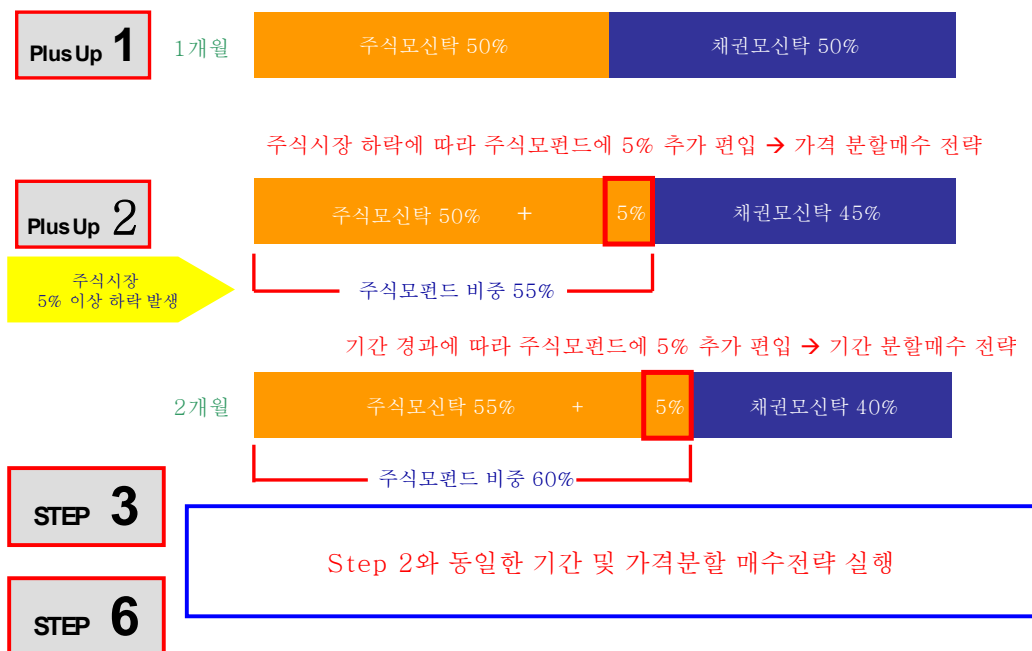 Plus Up 1
1개월
주식모신탁 50%
채권모신탁 50%
주식시장 하락에 따라 주식모펀드에 5% 추가 편입 → 가격 분할매수 전략
Plus Up 2
주식모신탁 50% + 5%
채권모신탁 45%
주식시장
5% 이상 하락 발생
주식모펀드 비중 55%
기간 경과에 따라 주식모펀드에 5% 추가 편입 → 기간 분할매수 전략
2개월
주식모신탁 55% + 5%
채권모신탁 40%
주식모펀드 비중 60%
STEP 3
Step 2와 동일한 기간 및 가격분할 매수전략 실행
STEP 6